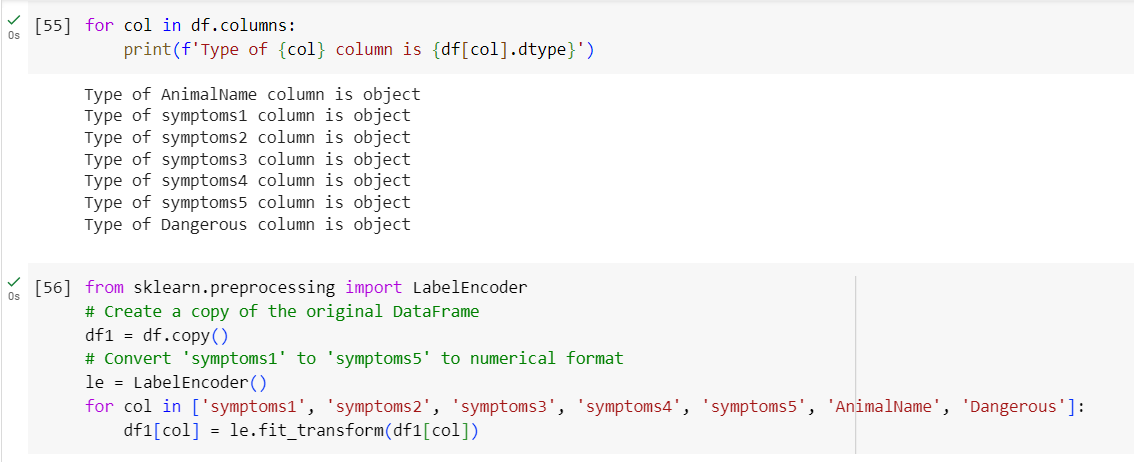 [55] for col in df.columns:
print(f'Type of {col} column is {df[col].dtype}')
0s
Type of AnimalName column is object
Type of symptoms1 column is object
Type of symptoms2 column is object
Type of symptoms3 column is object
Type of symptoms4 column is object
Type of symptoms5 column is object
Type of Dangerous column is object
[56] from sklearn.preprocessing import LabelEncoder
0s
# Create a copy of the original DataFrame
df1 = df.copy()
# Convert 'symptoms1' to 'symptoms5' to numerical format
le = LabelEncoder()
for col in ['symptoms1', 'symptoms2', 'symptoms3', 'symptoms4', 'symptoms5', 'AnimalName', 'Dangerous']:
df1[col] = le.fit_transform(df1[col])